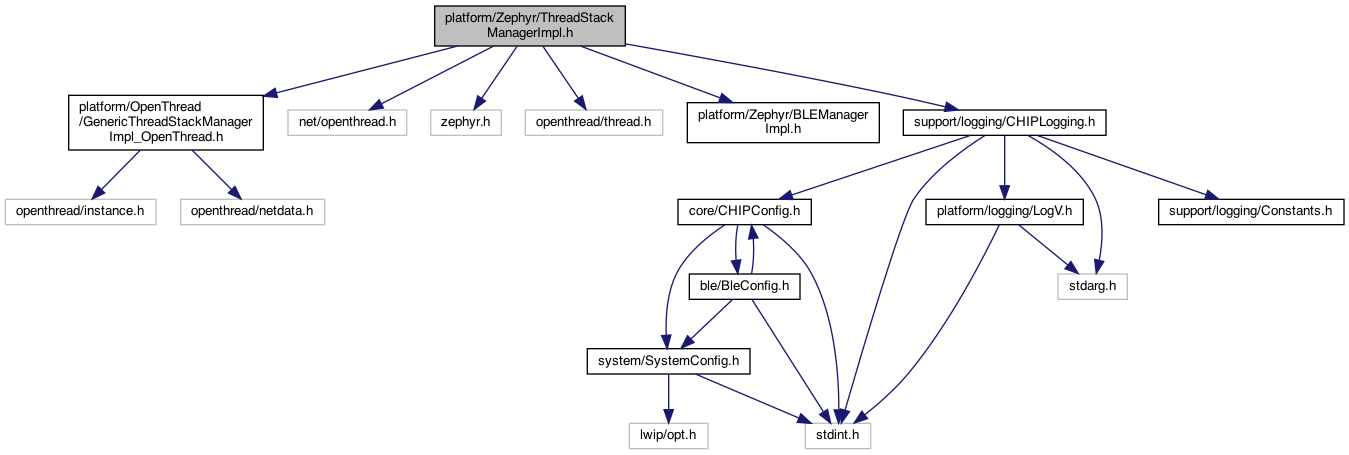 platform/Zephyr/ThreadStack
ManagerImpl.h
platform/OpenThread
/GenericThreadStackManager
Impl_OpenThread.h
net/openthread.h
zephyr.h
openthread/thread.h
platform/Zephyr/BLEManager
Impl.h
support/logging/CHIPLogging.h
openthread/instance.h
openthread/netdata.h
core/CHIPConfig.h
platform/logging/LogV.h
support/logging/Constants.h
ble/BleConfig.h
stdarg.h
system/SystemConfig.h
lwip/opt.h
stdint.h